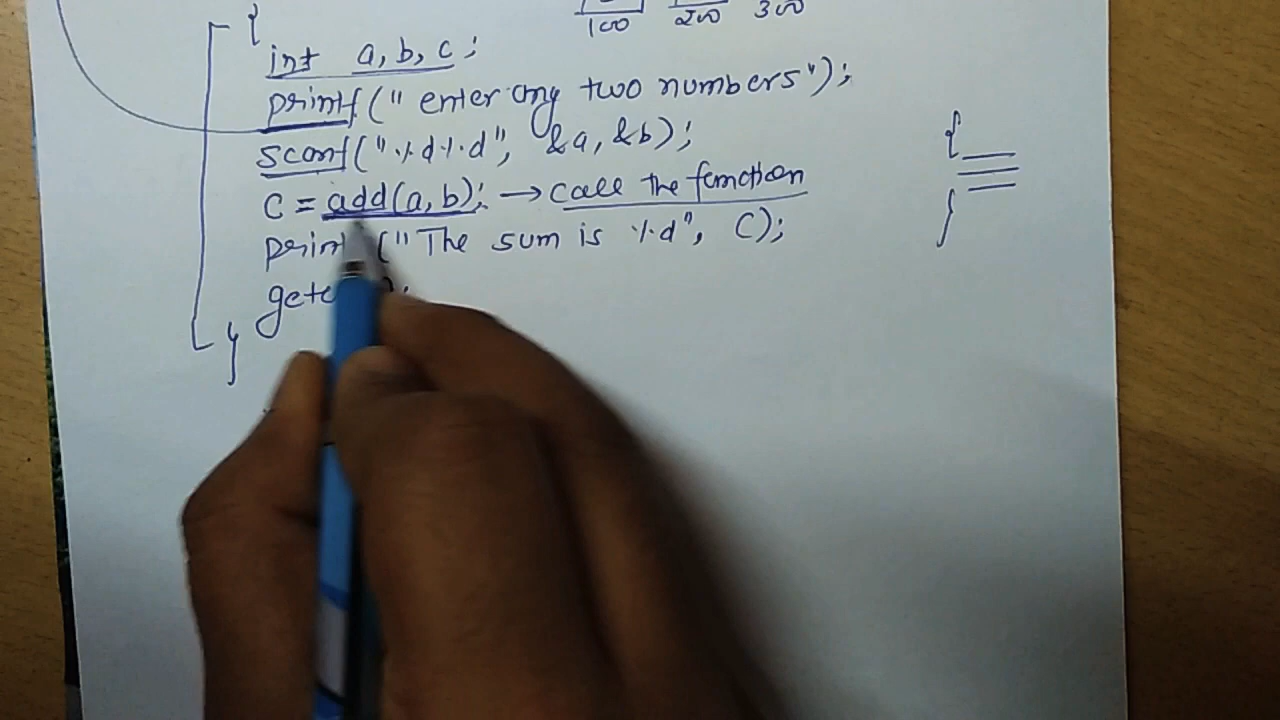 100 200 300
{
int a, b, c ;
printf(" enter any two numbers");
scanf("%d%d", &a, &b);
c = add(a, b); → call the function
print (" The sum is %d", c);
}
{
}